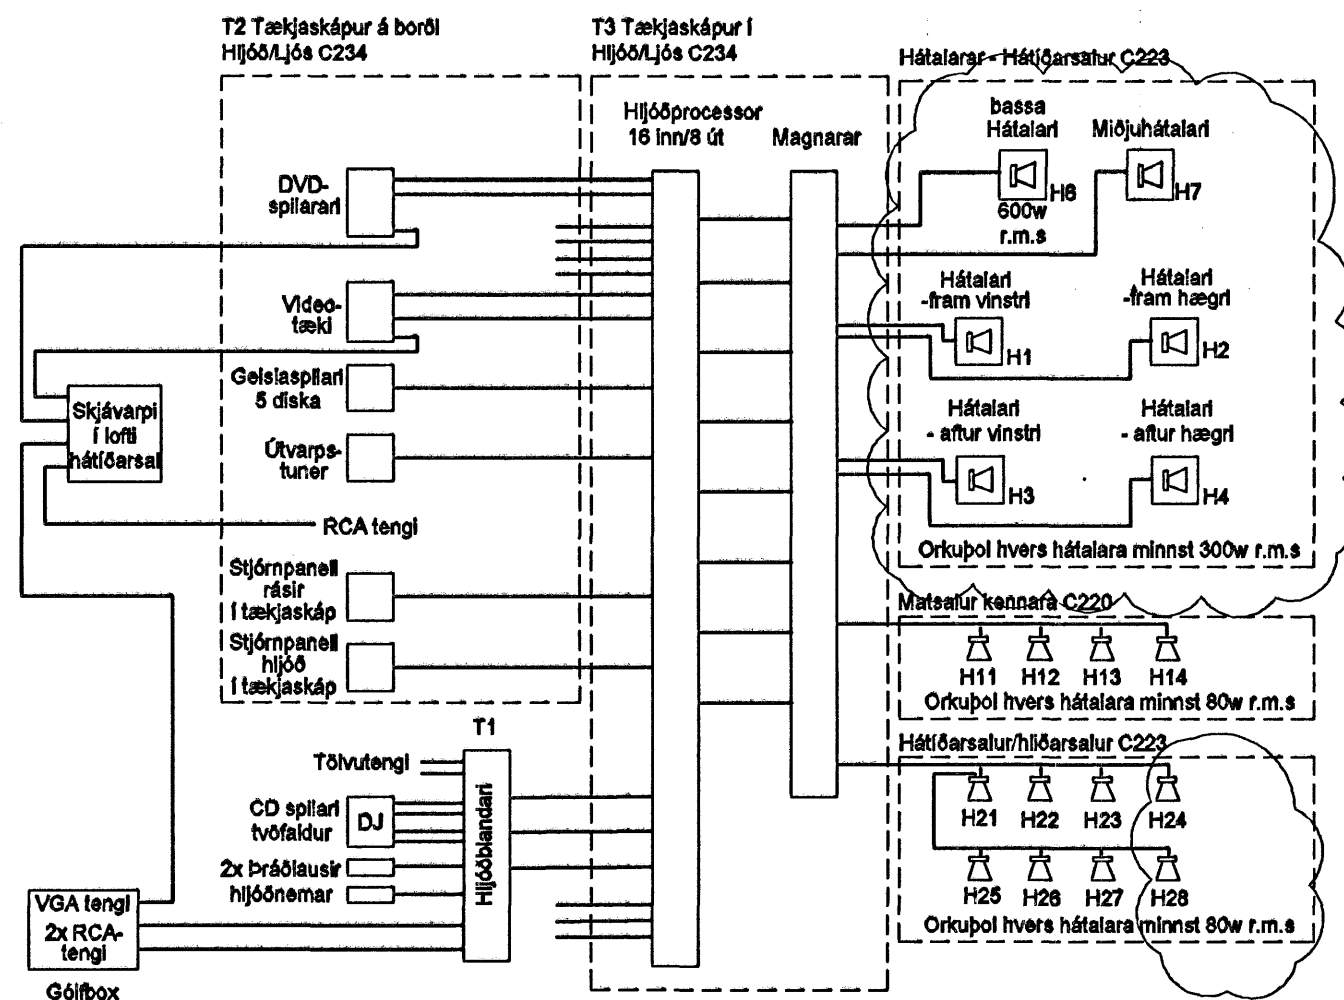 T2 Tækjaskápur á borði
Hljóð/Ljós C234
T3 Tækjaskápur í
Hljóð/Ljós C234
Hátalarar - Hátíðarsalur C223
Hljóðprocessor
16 inn/8 út
Magnarar
bassa
Hátalari
H6
600w
r.m.s
Miðjuhátalari
H7
DVD-
spilarari
Hátalari
-fram vinstri
H1
Hátalari
-fram hægri
H2
Video-
tæki
Geislaspilari
5 diska
Skjávarpi
í lofti
hátíðarsal
Hátalari
- aftur vinstri
H3
Hátalari
- aftur hægri
H4
Útvarps-
tuner
RCA tengi
Orkuþol hvers hátalara minnst 300w r.m.s
Stjórnpanell
rásir
í tækjaskáp
Stjórnpanell
hljóð
í tækjaskáp
Matsalur kennara C220
H11 H12 H13 H14
Orkuþol hvers hátalara minnst 80w r.m.s
T1
Hljóðblandari
Tölvutengi
CD spilari
tvöfaldur
DJ
2x Þráðlausir
hljóðnemar
Hátíðarsalur/hliðarsalur C223
H21 H22 H23 H24
H25 H26 H27 H28
Orkuþol hvers hátalara minnst 80w r.m.s
VGA tengi
2x RCA-
tengi
Gólfbox